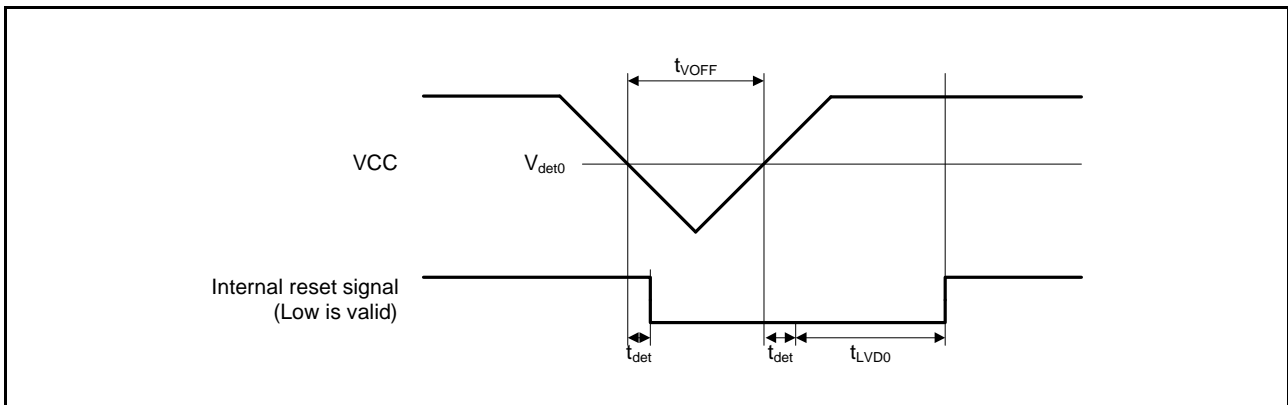 tVOFF
VCC
Vdet0
Internal reset signal
(Low is valid)
tdet
tdet
tLVD0